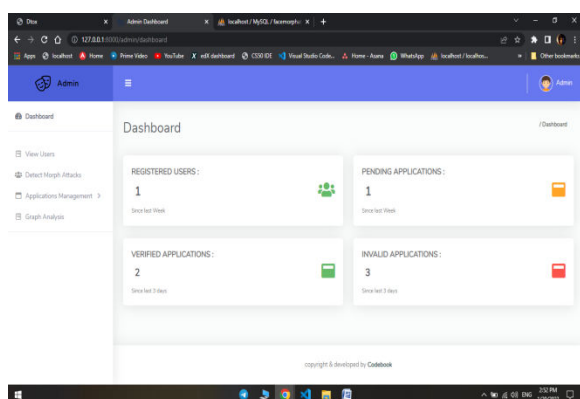 Dtox
Admin Dashboard
localhost / MySQL / facemorph
127.0.0.1:8000/admin/dashboard
Apps localhost Home Prime Video YouTube edX dashboard CS50 IDE Visual Studio Code... Home - Asana WhatsApp localhost / localhos... Other bookmarks
Admin
Admin
Dashboard
Dashboard
/ Dashboard
View Users
Detect Morph Attacks
Applications Management
Graph Analysis
REGISTERED USERS :
1
Since last Week
PENDING APPLICATIONS :
1
Since last Week
VERIFIED APPLICATIONS :
2
Since last 3 days
INVALID APPLICATIONS :
3
Since last 3 days
copyright & developed by Codebook
ENG
2:52 PM